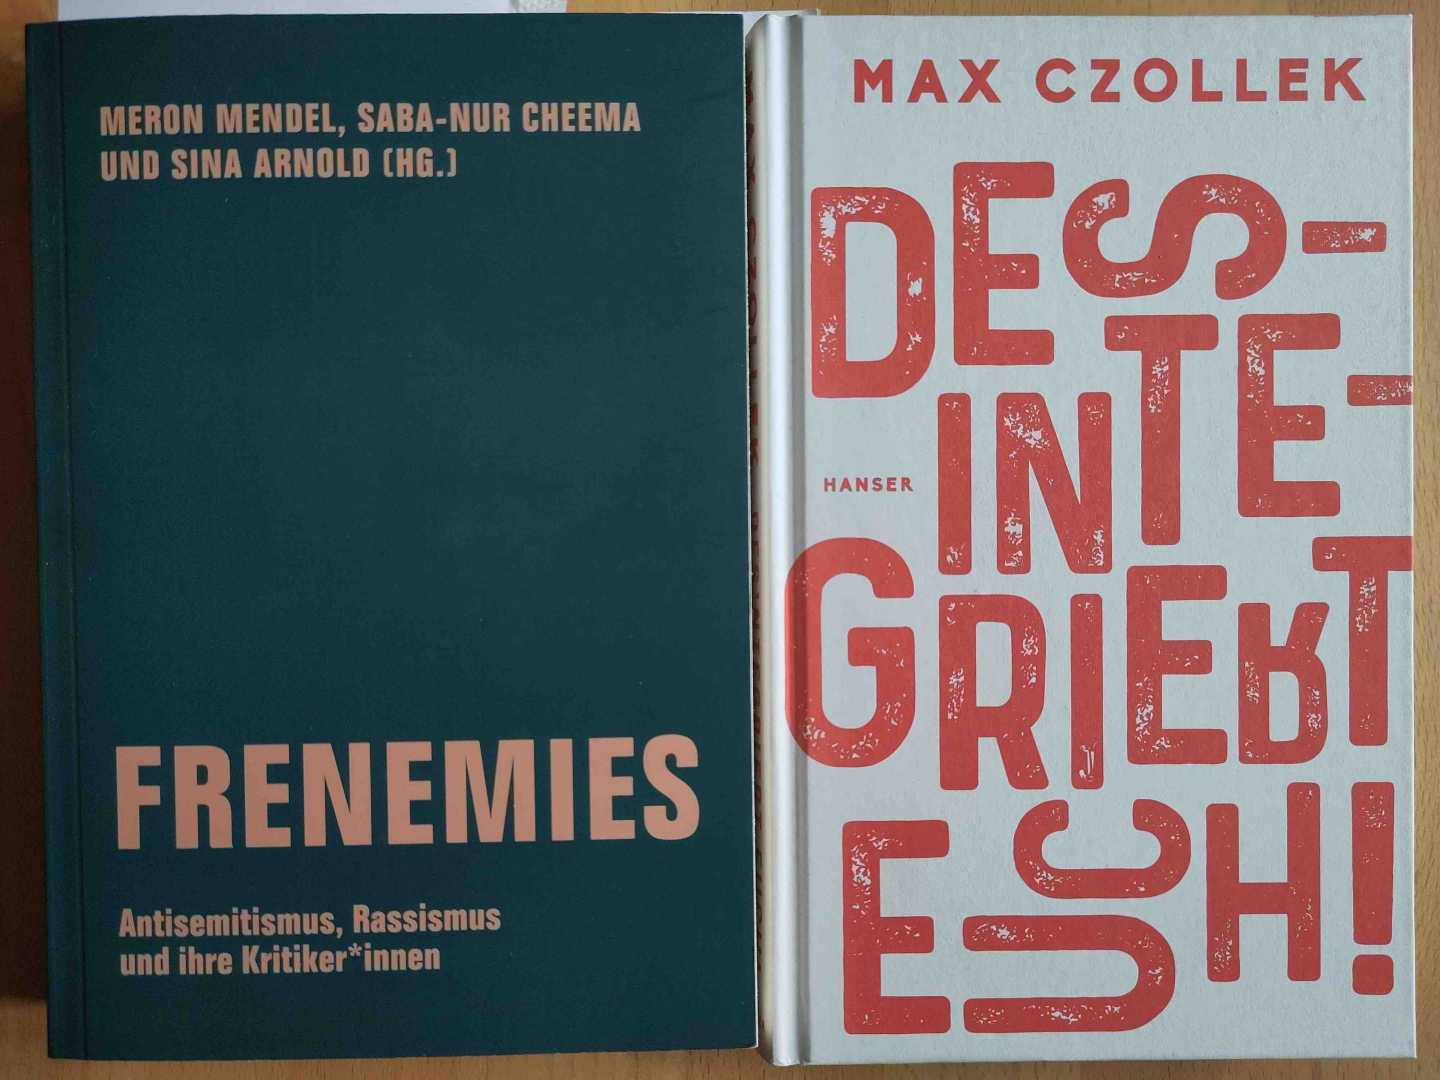 MERON MENDEL, SABA-NUR CHEEMA
UND SINA ARNOLD (HG.)
FRENEMIES
Antisemitismus, Rassismus
und ihre Kritiker*innen
MAX CZOLLEK
DES-
INTE-
HANSER
GRIERT
EUCH!